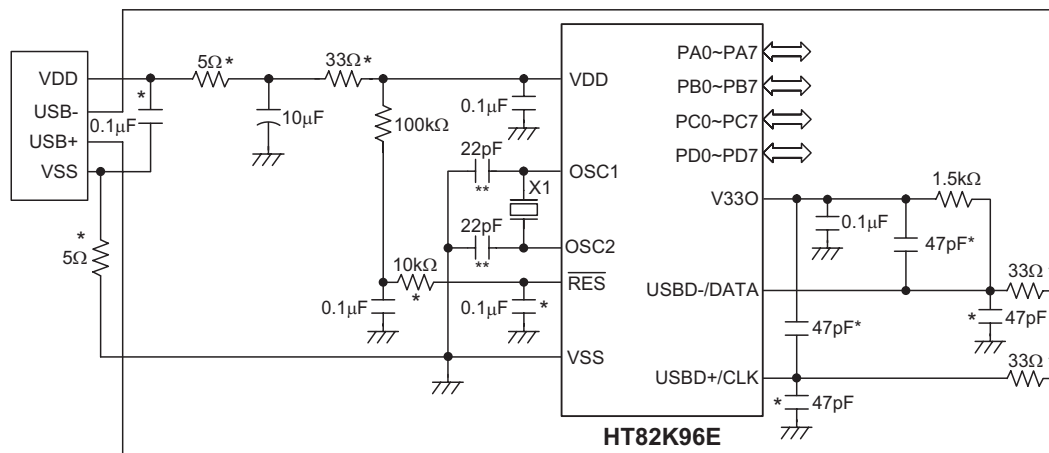 VDD
USB-
USB+
VSS
*
0.1μF
5Ω*
10μF
33Ω*
100kΩ
*
5Ω
0.1μF
22pF
**
X1
22pF
**
10kΩ
*
0.1μF
0.1μF
*
VDD
OSC1
OSC2
RES
VSS
PA0~PA7
PB0~PB7
PC0~PC7
PD0~PD7
V33O
USBD-/DATA
USBD+/CLK
HT82K96E
0.1μF
1.5kΩ
47pF*
47pF*
33Ω
*
47pF
33Ω
*
47pF